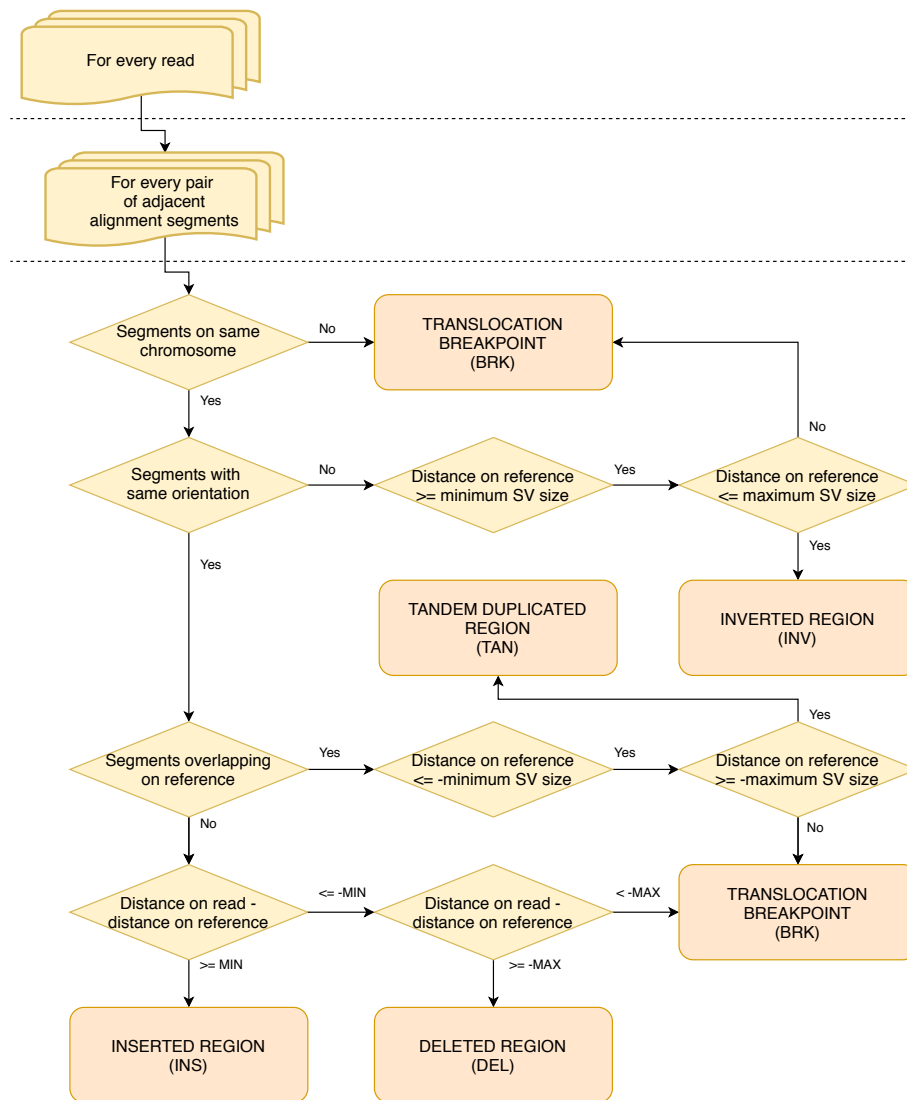 For every read
For every pair
of adjacent
alignment segments
Segments on same
chromosome
No
TRANSLOCATION
BREAKPOINT
(BRK)
Yes
No
Segments with
same orientation
No
Distance on reference
>= minimum SV size
Yes
Distance on reference
<= maximum SV size
Yes
Yes
TANDEM DUPLICATED
REGION
(TAN)
INVERTED REGION
(INV)
Yes
Segments overlapping
on reference
Yes
Distance on reference
<= -minimum SV size
Yes
Distance on reference
>= -maximum SV size
No
No
Distance on read -
distance on reference
<= -MIN
Distance on read -
distance on reference
< -MAX
TRANSLOCATION
BREAKPOINT
(BRK)
>= MIN
>= -MAX
INSERTED REGION
(INS)
DELETED REGION
(DEL)